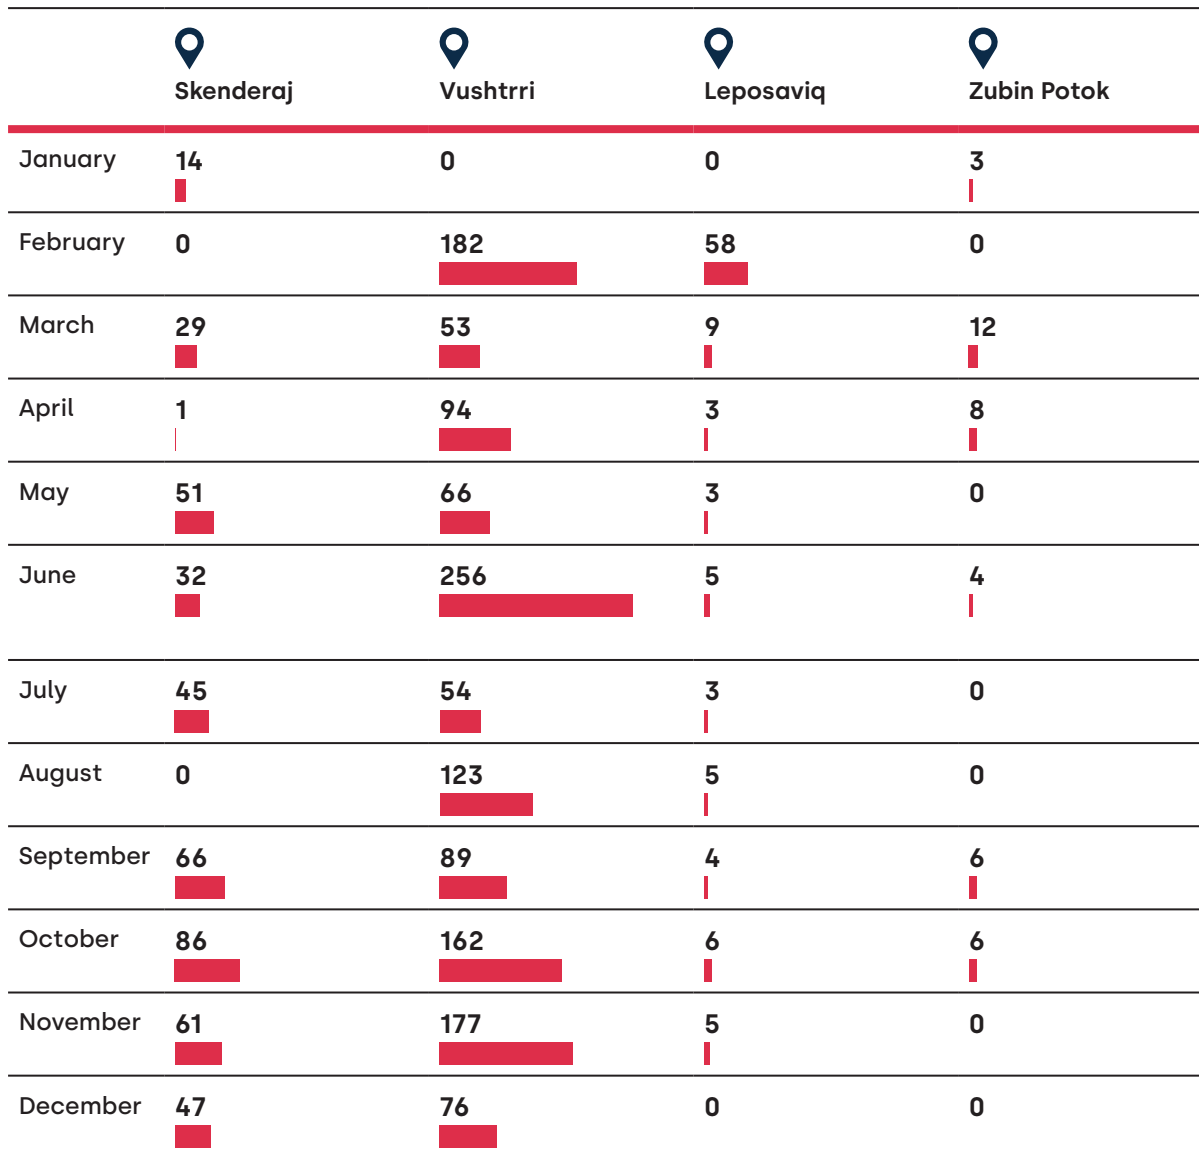 Skenderaj Vushtrri Leposaviq Zubin Potok
January 14 0 0 3
February 0 182 58 0
March 29 53 9 12
April 1 94 3 8
May 51 66 3 0
June 32 256 5 4
July 45 54 3 0
August 0 123 5 0
September 66 89 4 6
October 86 162 6 6
November 61 177 5 0
December 47 76 0 0